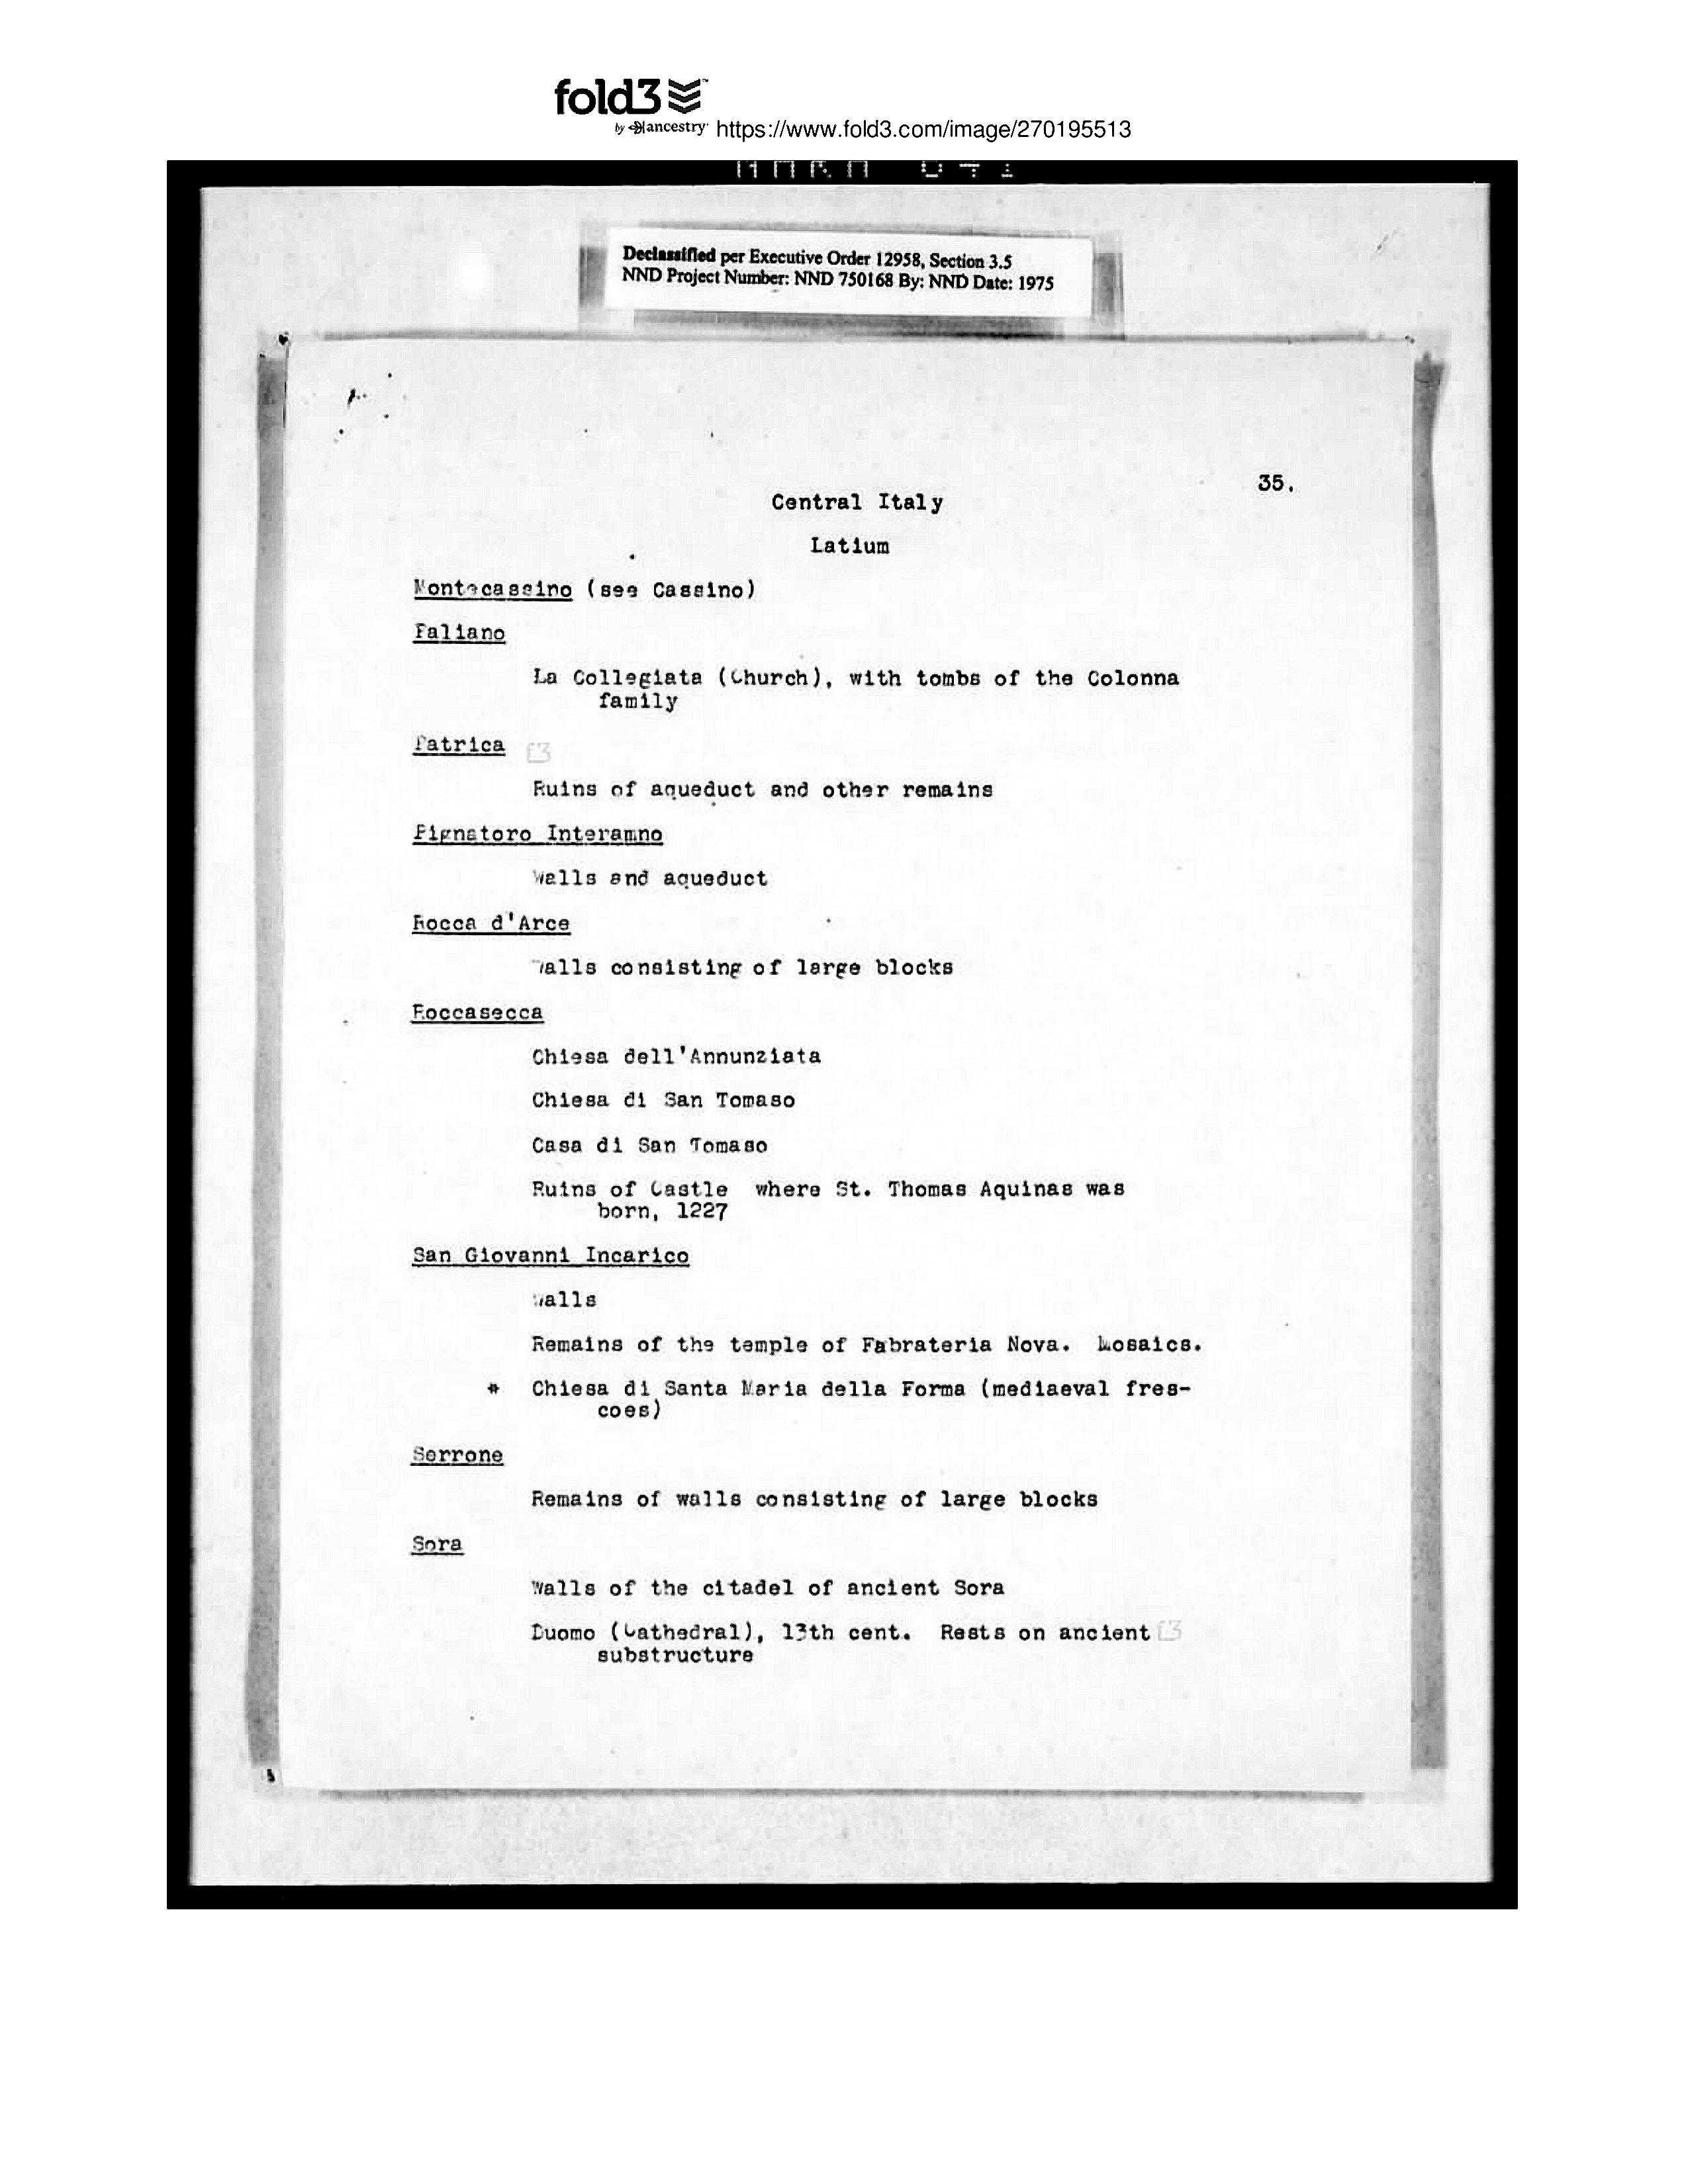 fold3
by ancestry https://www.fold3.com/image/270195513
Declassified per Executive Order 12958, Section 3.5
NND Project Number: NND 750168 By: NND Date: 1975
35.
Central Italy
Latium
Montecassino (see Cassino)
Paliano
La Collegiata (Church), with tombs of the Colonna
family
Patrica
Ruins of aqueduct and other remains
Pignatoro Interamno
Walls and aqueduct
Rocca d'Arce
Walls consisting of large blocks
Roccasecca
Chiesa dell'Annunziata
Chiesa di San Tomaso
Casa di San Tomaso
Ruins of Castle where St. Thomas Aquinas was
born, 1227
San Giovanni Incarico
Walls
Remains of the temple of Fabrateria Nova. Mosaics.
* Chiesa di Santa Maria della Forma (mediaeval fres-
coes)
Serrone
Remains of walls consisting of large blocks
Sora
Walls of the citadel of ancient Sora
Duomo (Cathedral), 13th cent. Rests on ancient
substructure